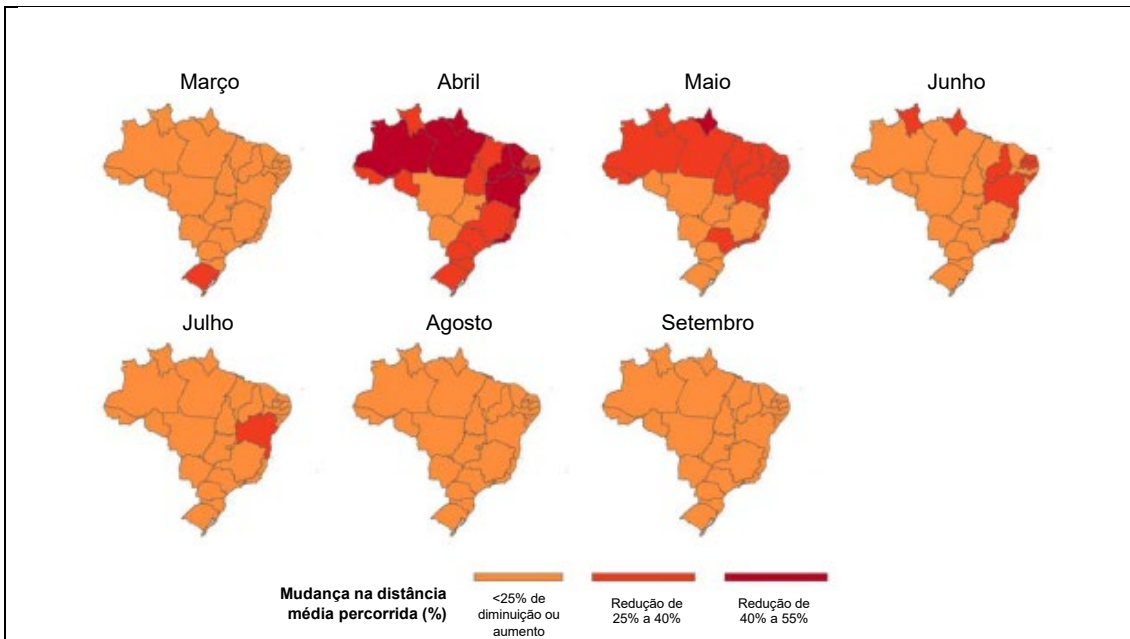 Março
Abril
Maio
Junho
Julho
Agosto
Setembro
Mudança na distância
média percorrida (%)
<25% de
diminuição ou
aumento
Redução de
25% a 40%
Redução de
40% a 55%